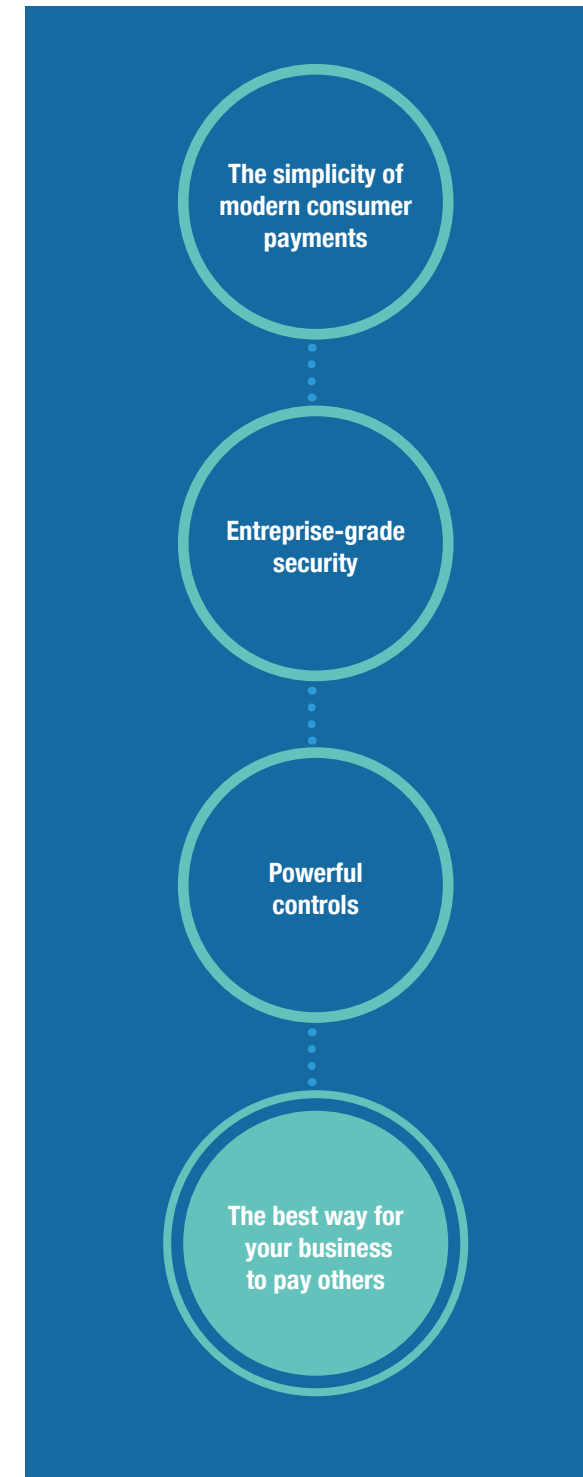 The simplicity of
modern consumer
payments
Entreprise-grade
security
Powerful
controls
The best way for
your business
to pay others